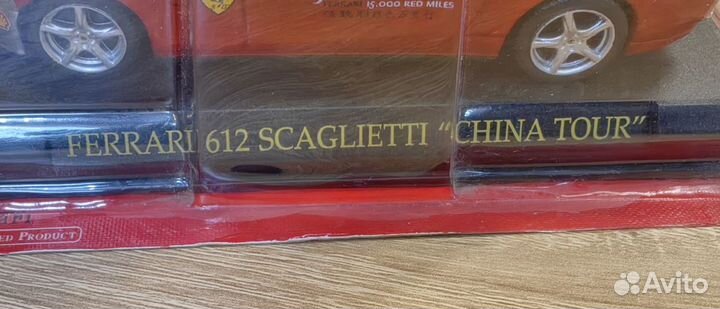 FERRARI 15.000 RED MILES
FERRARI 612 SCAGLIETTI “CHINA TOUR”
ED PRODUCT
Avito